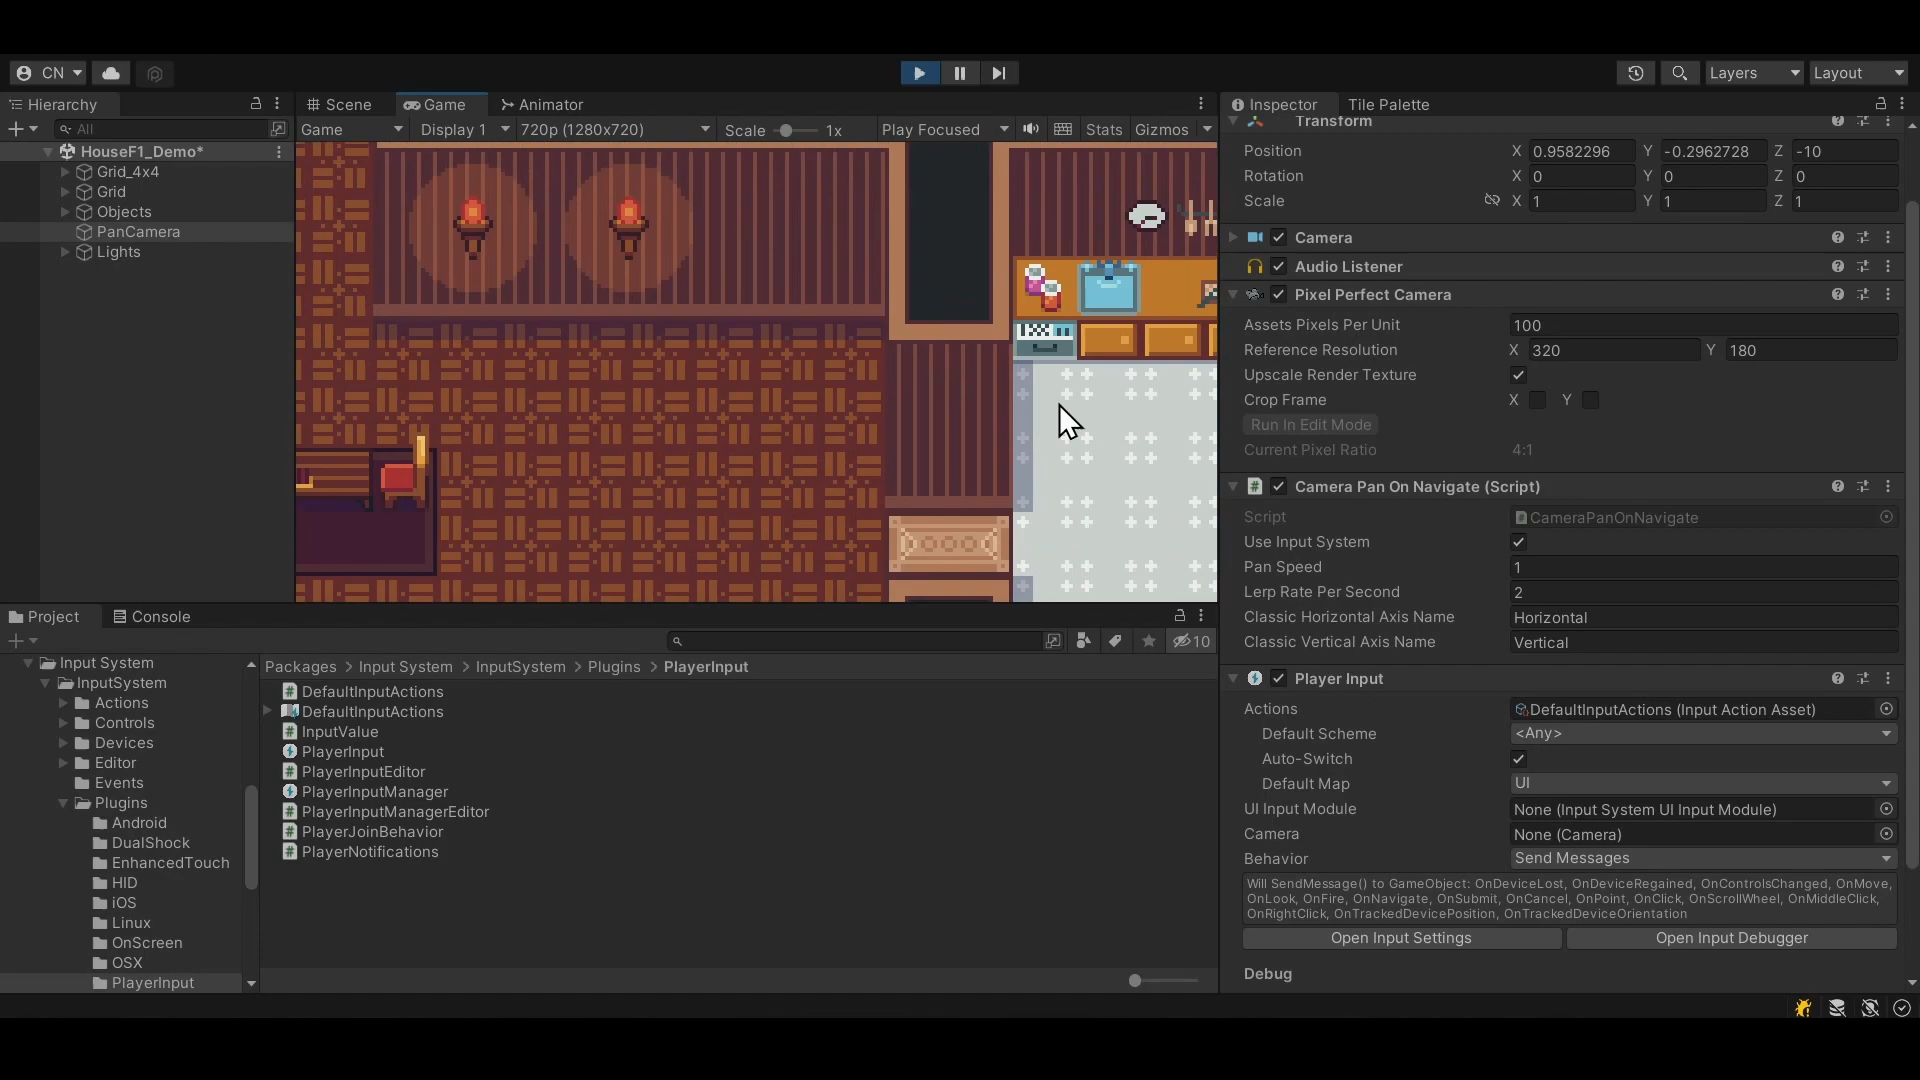 CN
Layers
Layout
Hierarchy
Scene
Game
Animator
Inspector
Tile Palette
All
Game
Display 1
720p (1280x720)
Scale
1x
Play Focused
Stats
Gizmos
HouseF1_Demo*
Grid_4x4
Grid
Objects
PanCamera
Lights
Transform
Position X 0.9582296 Y -0.2962728 Z -10
Rotation X 0 Y 0 Z 0
Scale X 1 Y 1 Z 1
Camera
Audio Listener
Pixel Perfect Camera
Assets Pixels Per Unit 100
Reference Resolution X 320 Y 180
Upscale Render Texture
Crop Frame X Y
Run In Edit Mode
Current Pixel Ratio 4:1
Camera Pan On Navigate (Script)
Script CameraPanOnNavigate
Use Input System
Pan Speed 1
Lerp Rate Per Second 2
Classic Horizontal Axis Name Horizontal
Classic Vertical Axis Name Vertical
Player Input
Actions DefaultInputActions (Input Action Asset)
Default Scheme <Any>
Auto-Switch
Default Map UI
UI Input Module None (Input System UI Input Module)
Camera None (Camera)
Behavior Send Messages
Will SendMessage() to GameObject: OnDeviceLost, OnDeviceRegained, OnControlsChanged, OnMove,
OnLook, OnFire, OnNavigate, OnSubmit, OnCancel, OnPoint, OnClick, OnScrollWheel, OnMiddleClick,
OnRightClick, OnTrackedDevicePosition, OnTrackedDeviceOrientation
Open Input Settings
Open Input Debugger
Debug
Project
Console
10
Input System
InputSystem
Actions
Controls
Devices
Editor
Events
Plugins
Android
DualShock
EnhancedTouch
HID
iOS
Linux
OnScreen
OSX
PlayerInput
Packages > Input System > InputSystem > Plugins > PlayerInput
DefaultInputActions
DefaultInputActions
InputValue
PlayerInput
PlayerInputEditor
PlayerInputManager
PlayerInputManagerEditor
PlayerJoinBehavior
PlayerNotifications